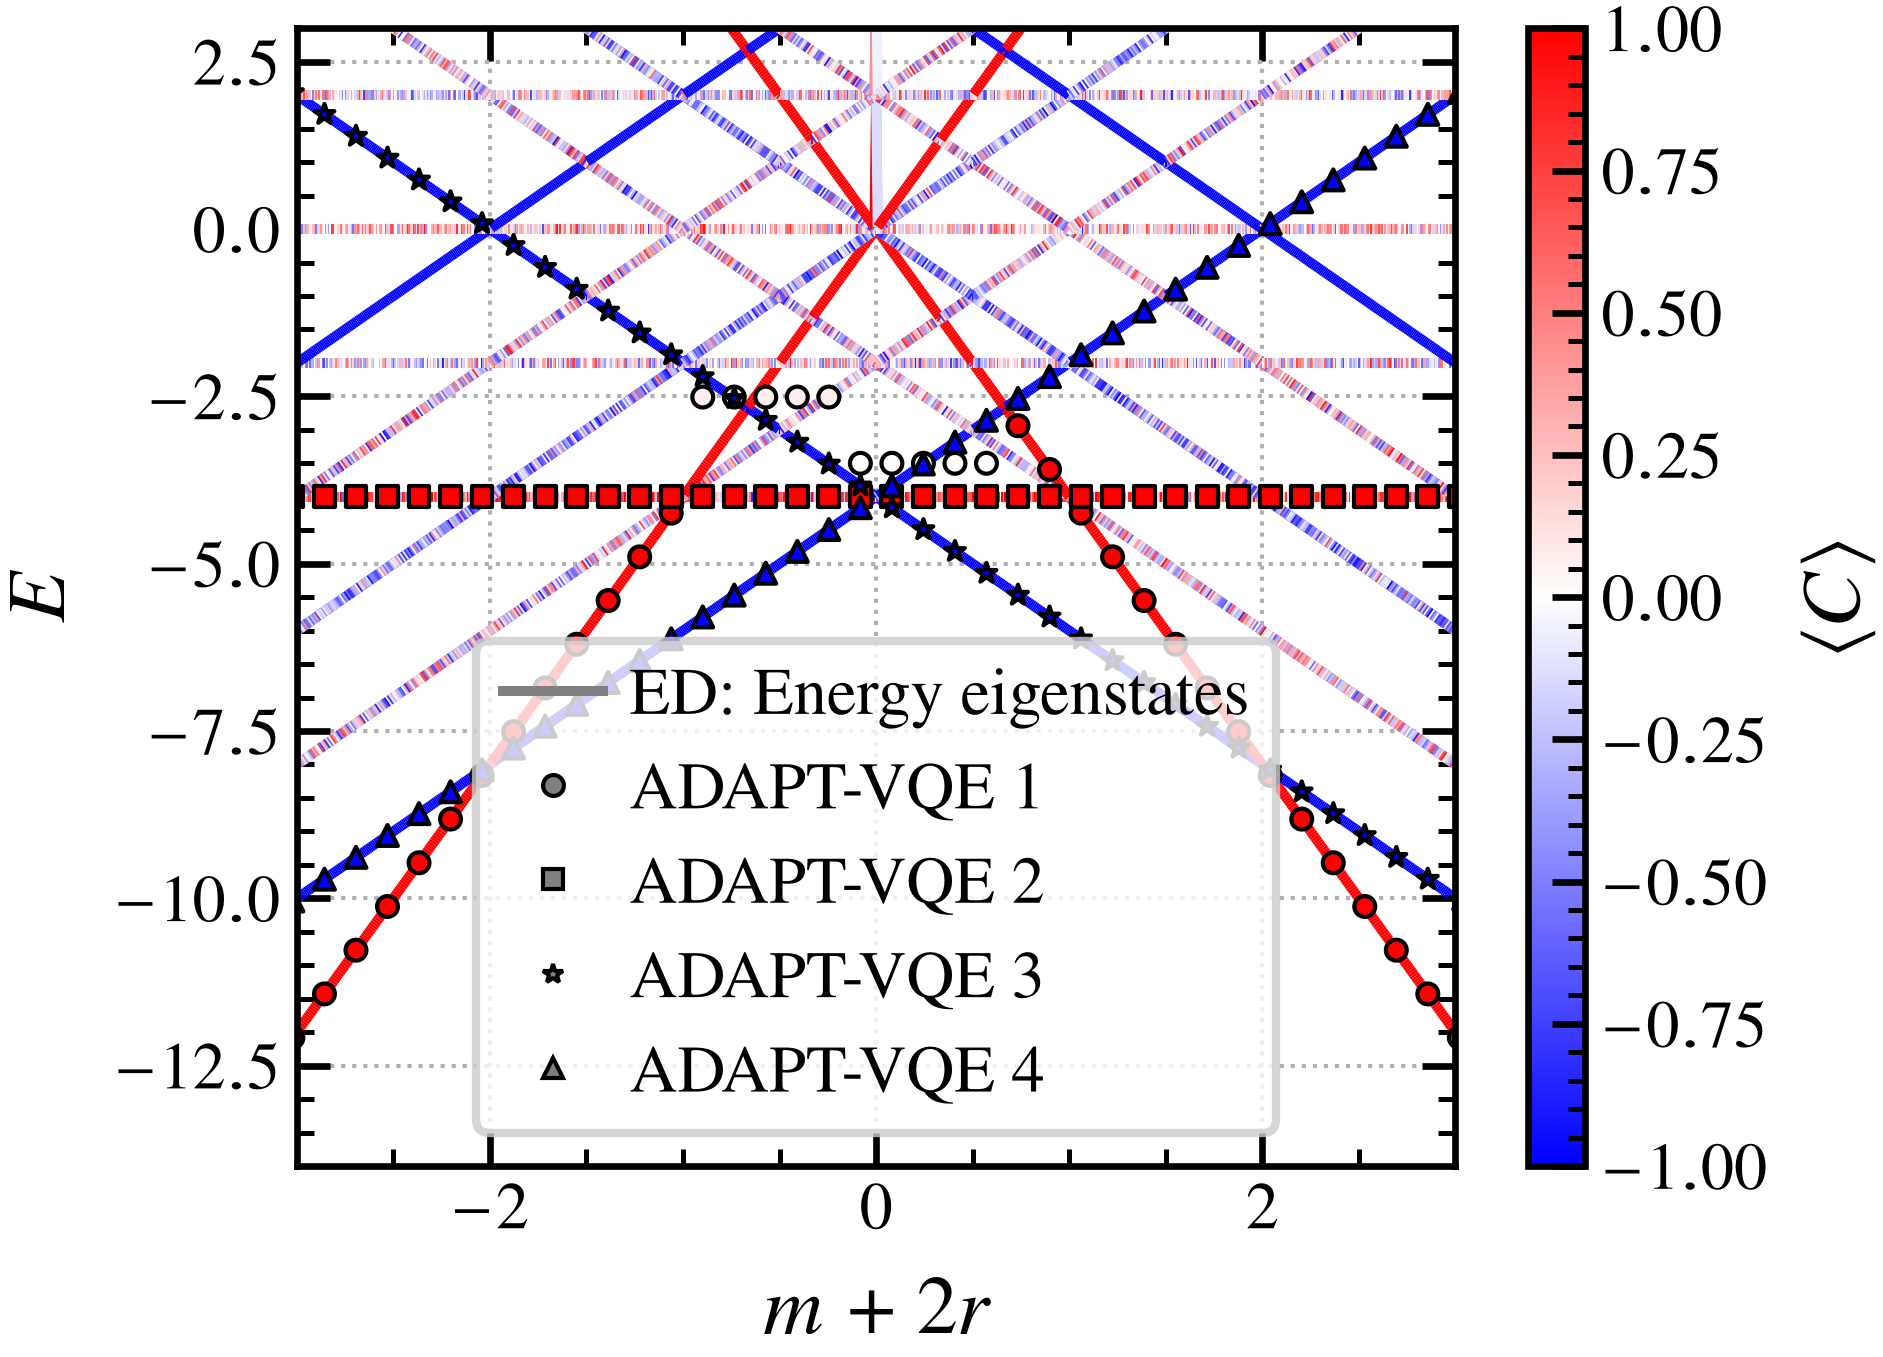 2.5
0.0
−2.5
−5.0
−7.5
−10.0
−12.5
E
−2
0
2
m + 2r
ED: Energy eigenstates
ADAPT-VQE 1
ADAPT-VQE 2
ADAPT-VQE 3
ADAPT-VQE 4
1.00
0.75
0.50
0.25
0.00
−0.25
−0.50
−0.75
−1.00
⟨C⟩